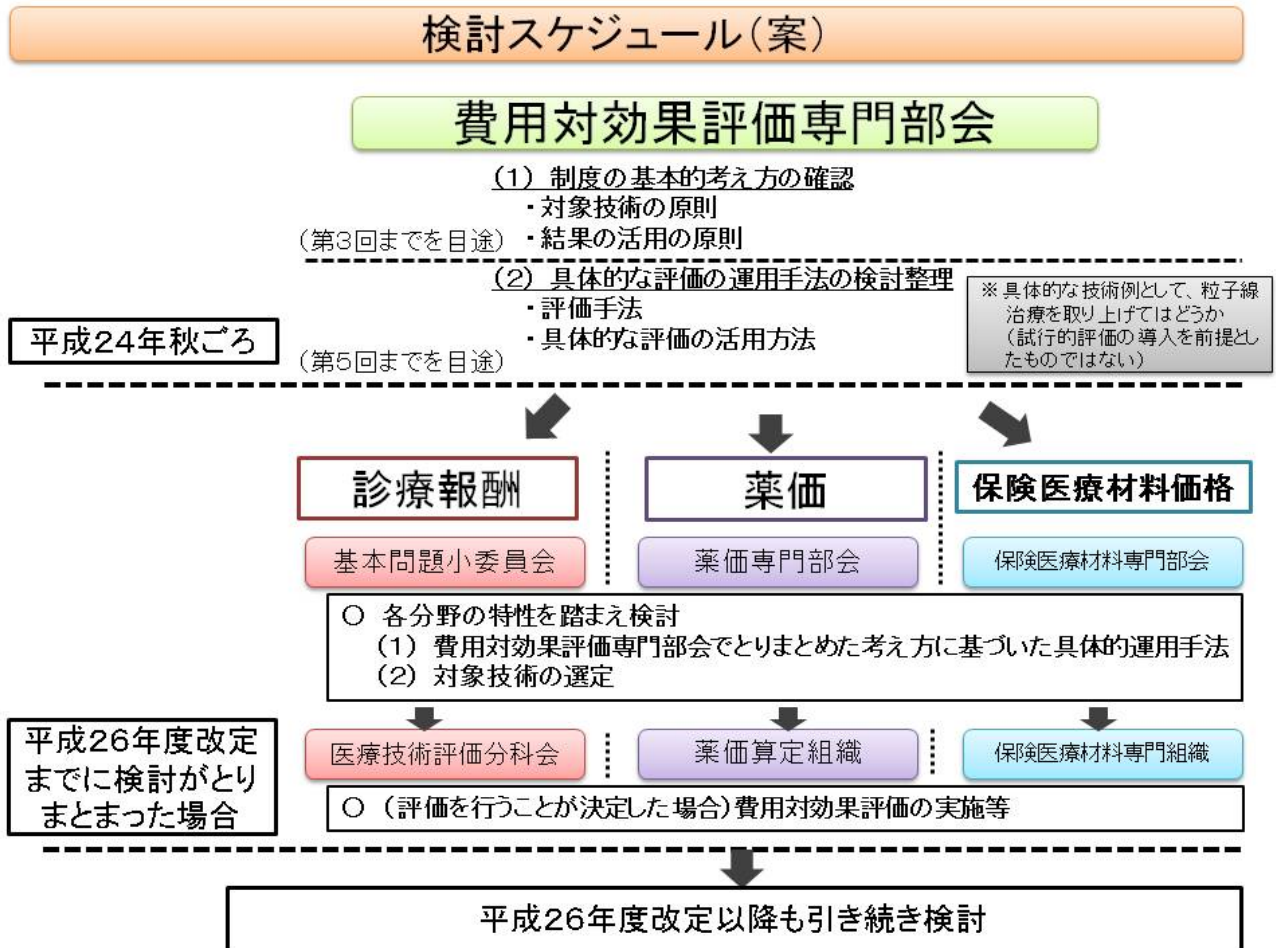 検討スケジュール(案)
費用対効果評価専門部会
(1) 制度の基本的考え方の確認
・対象技術の原則
(第3回までを目途) ・結果の活用の原則
(2) 具体的な評価の運用手法の検討整理
・評価手法
・具体的な評価の活用方法
(第5回までを目途)
※具体的な技術例として、粒子線
治療を取り上げてはどうか
(試行的評価の導入を前提とし
たものではない)
平成24年秋ごろ
診療報酬
薬価
保険医療材料価格
基本問題小委員会
薬価専門部会
保険医療材料専門部会
○ 各分野の特性を踏まえ検討
(1) 費用対効果評価専門部会でとりまとめた考え方に基づいた具体的運用手法
(2) 対象技術の選定
平成26年度改定
までに検討がとり
まとまった場合
医療技術評価分科会
薬価算定組織
保険医療材料専門組織
○ (評価を行うことが決定した場合)費用対効果評価の実施等
平成26年度改定以降も引き続き検討